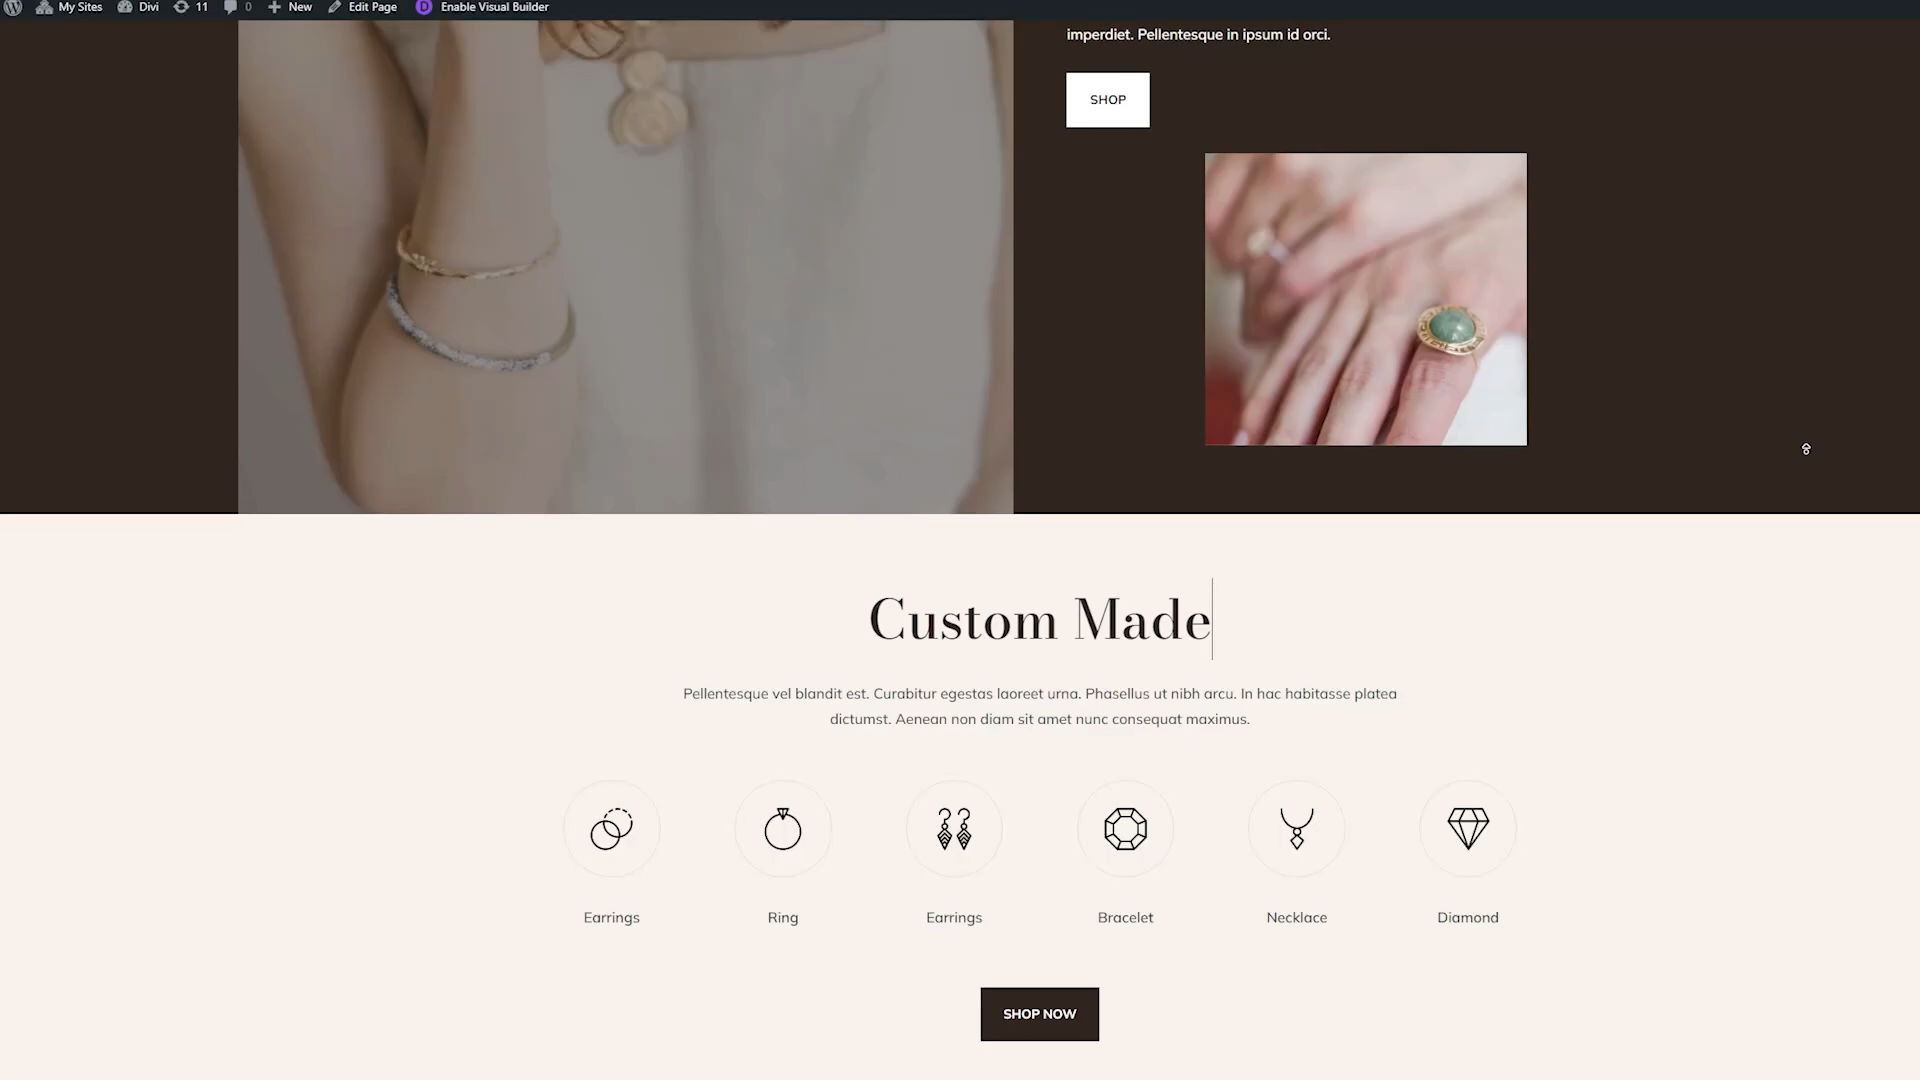 My Sites Divi 11 0 New Edit Page D Enable Visual Builder
imperdiet. Pellentesque in ipsum id orci.
SHOP
Custom Made
Pellentesque vel blandit est. Curabitur egestas laoreet urna. Phasellus ut nibh arcu. In hac habitasse platea
dictumst. Aenean non diam sit amet nunc consequat maximus.
Earrings Ring Earrings Bracelet Necklace Diamond
SHOP NOW